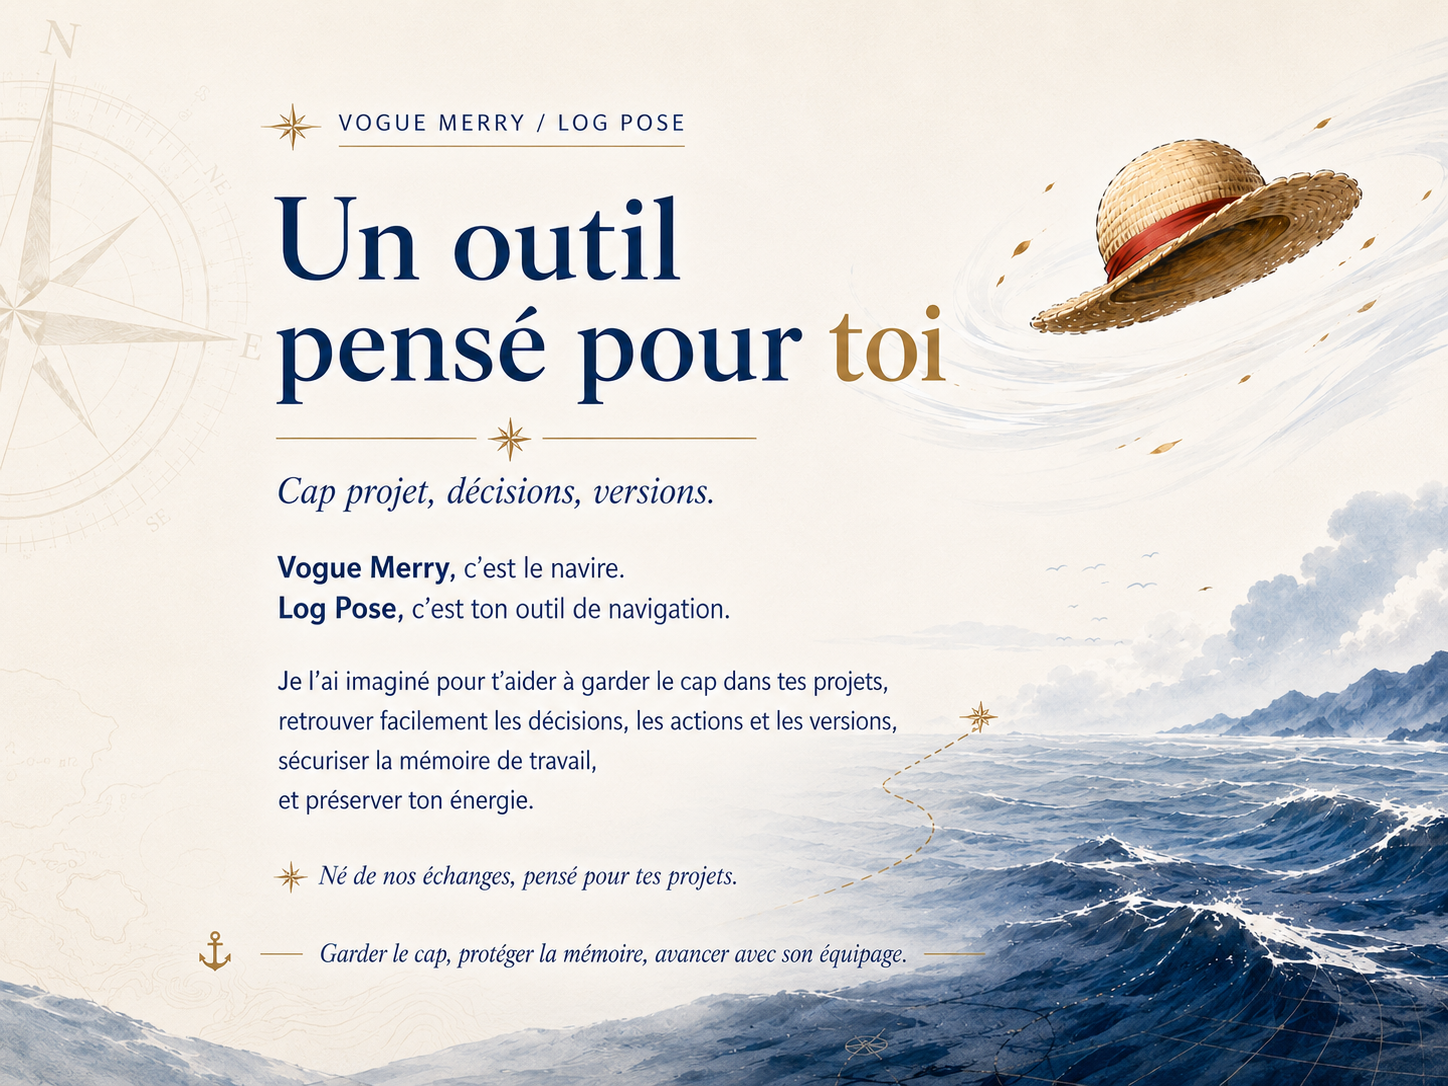 N
NE
E
SE
VOGUE MERRY / LOG POSE
Un outil
pensé pour toi
Cap projet, décisions, versions.
Vogue Merry, c’est le navire.
Log Pose, c’est ton outil de navigation.
Je l’ai imaginé pour t’aider à garder le cap dans tes projets,
retrouver facilement les décisions, les actions et les versions,
sécuriser la mémoire de travail,
et préserver ton énergie.
Né de nos échanges, pensé pour tes projets.
Garder le cap, protéger la mémoire, avancer avec son équipage.